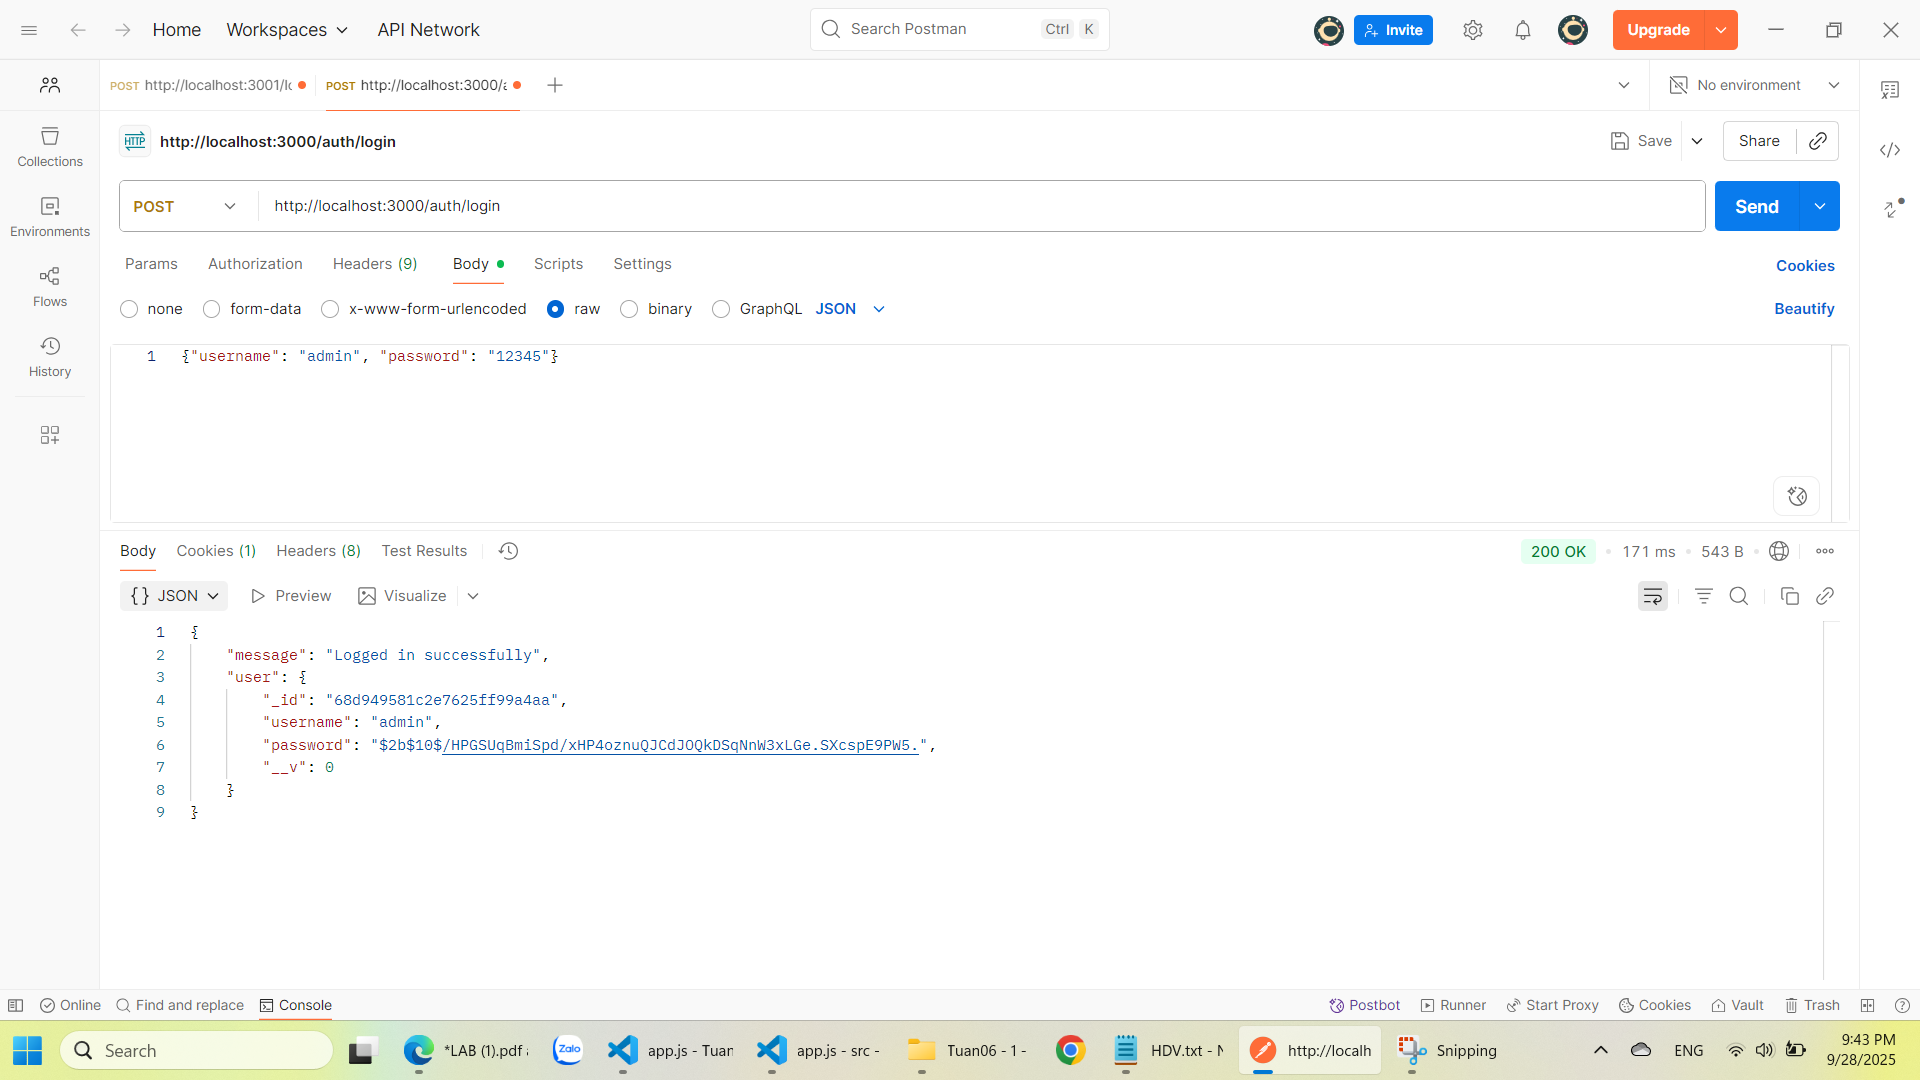 Home Workspaces API Network Search Postman Ctrl K Invite Upgrade
POST http://localhost:3001/lo POST http://localhost:3000/a No environment
HTTP http://localhost:3000/auth/login Save Share
POST http://localhost:3000/auth/login Send
Params Authorization Headers (9) Body Scripts Settings Cookies
none form-data x-www-form-urlencoded raw binary GraphQL JSON Beautify
Collections
Environments
Flows
History
1 {"username": "admin", "password": "12345"}
Body Cookies (1) Headers (8) Test Results 200 OK 171 ms 543 B
{} JSON Preview Visualize
1 {
2 "message": "Logged in successfully",
3 "user": {
4 "_id": "68d949581c2e7625ff99a4aa",
5 "username": "admin",
6 "password": "$2b$10$/HPGSUqBmiSpd/xHP4oznuQJCdJOQkDSqNnW3xLGe.SXcspE9PW5.",
7 "__v": 0
8 }
9 }
Online Find and replace Console Postbot Runner Start Proxy Cookies Vault Trash
Search *LAB (1).pdf Zalo app.js - Tuan app.js - src - Tuan06 - 1 - HDV.txt - N http://localh Snipping ENG 9:43 PM
9/28/2025